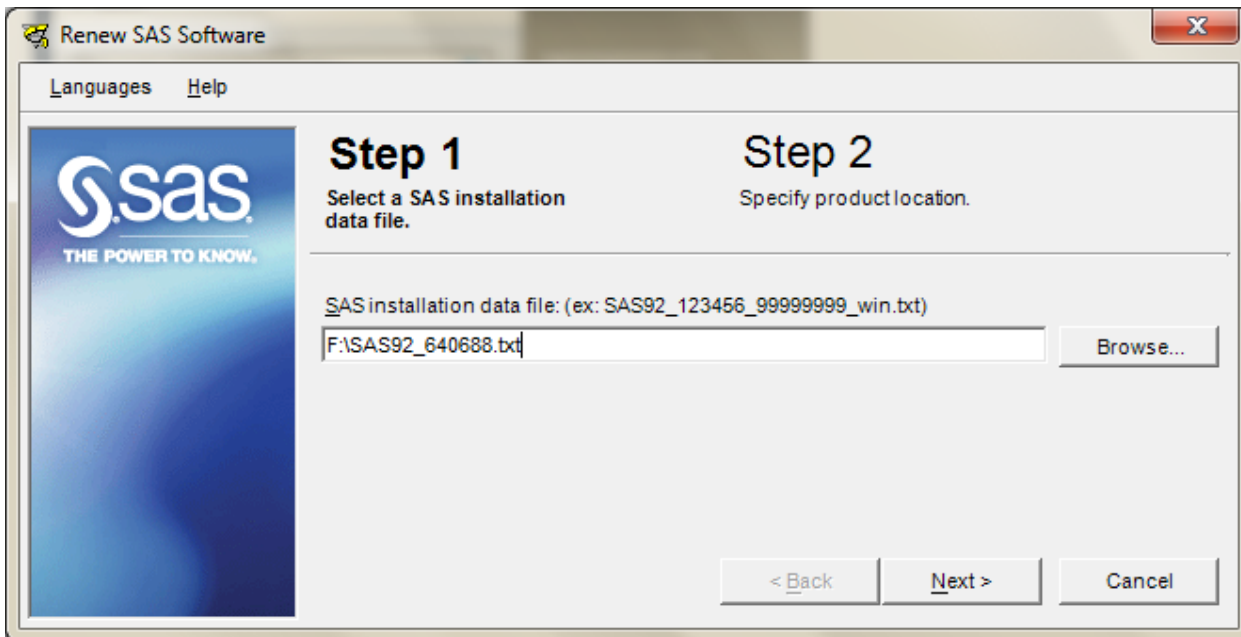 Renew SAS Software
X
Languages Help
Ssas
THE POWER TO KNOW.
Step 1
Select a SAS installation
data file.
Step 2
Specify product location.
SAS installation data file: (ex: SAS92_123456_99999999_win.txt)
F:\SAS92_640688.txt
Browse...
< Back
Next >
Cancel